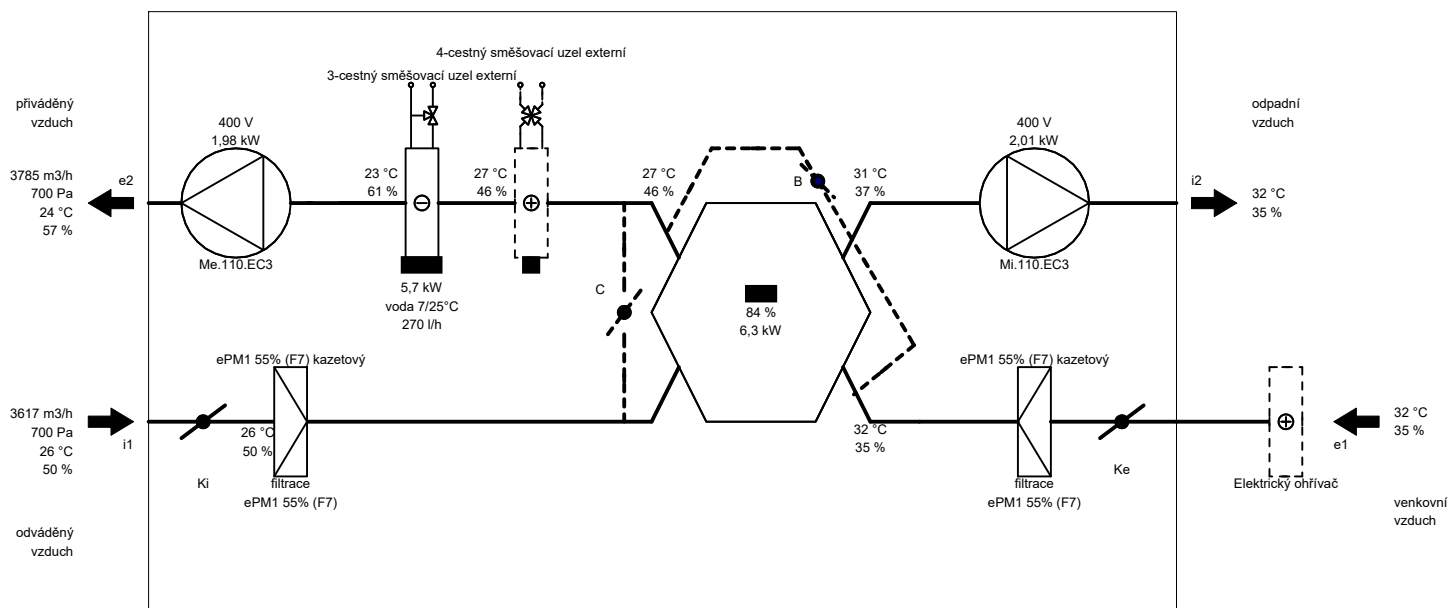 4-cestný směšovací uzel externí
3-cestný směšovací uzel externí
přiváděný
vzduch
400 V
1,98 kW
400 V
2,01 kW
odpadní
vzduch
3785 m3/h
700 Pa
24 °C
57 %
e2
23 °C
61 %
27 °C
46 %
27 °C
46 %
B
31 °C
37 %
i2
32 °C
35 %
Me.110.EC3
Mi.110.EC3
5,7 kW
voda 7/25°C
270 l/h
C
84 %
6,3 kW
ePM1 55% (F7) kazetový
ePM1 55% (F7) kazetový
3617 m3/h
700 Pa
26 °C
50 %
i1
26 °C
50 %
32 °C
35 %
32 °C
35 %
e1
Ki
filtrace
ePM1 55% (F7)
filtrace
ePM1 55% (F7)
Ke
Elektrický ohřívač
odváděný
vzduch
venkovní
vzduch